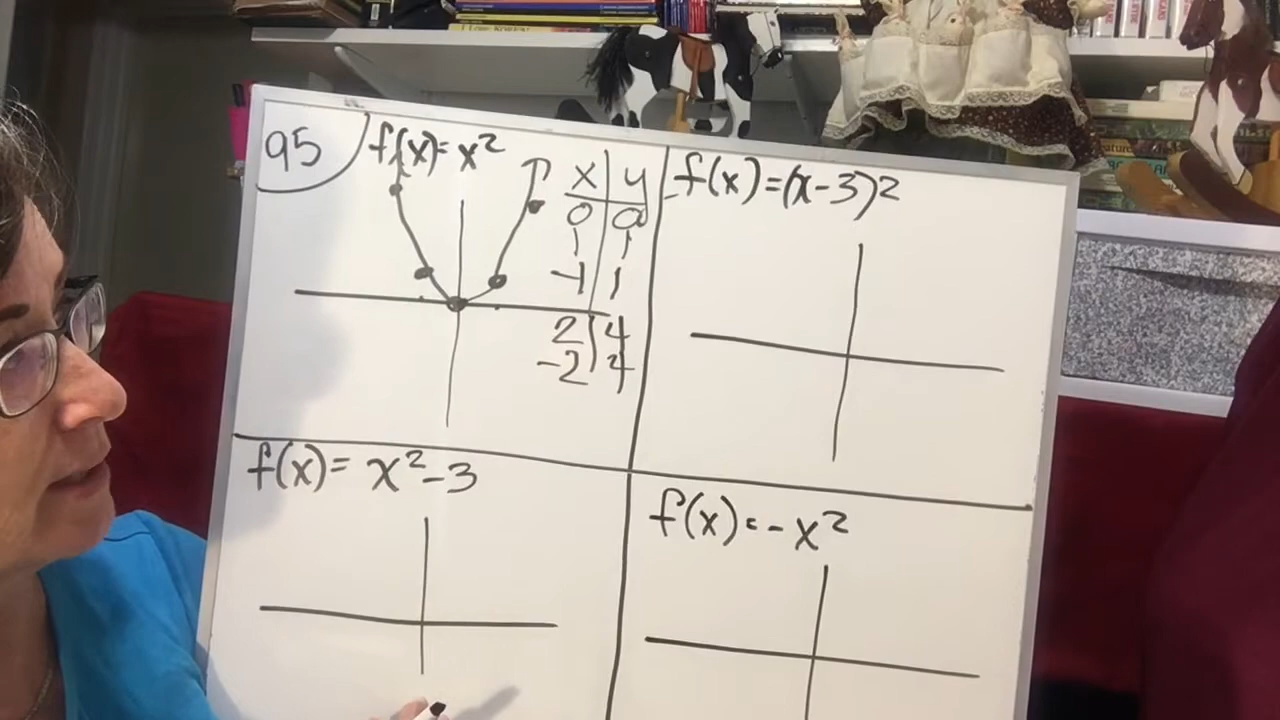 95
f(x)= x²
x y
0 0
1 1
-1 1
2 4
-2 4
f(x)=(x-3)²
f(x)= x²-3
f(x)=-x²